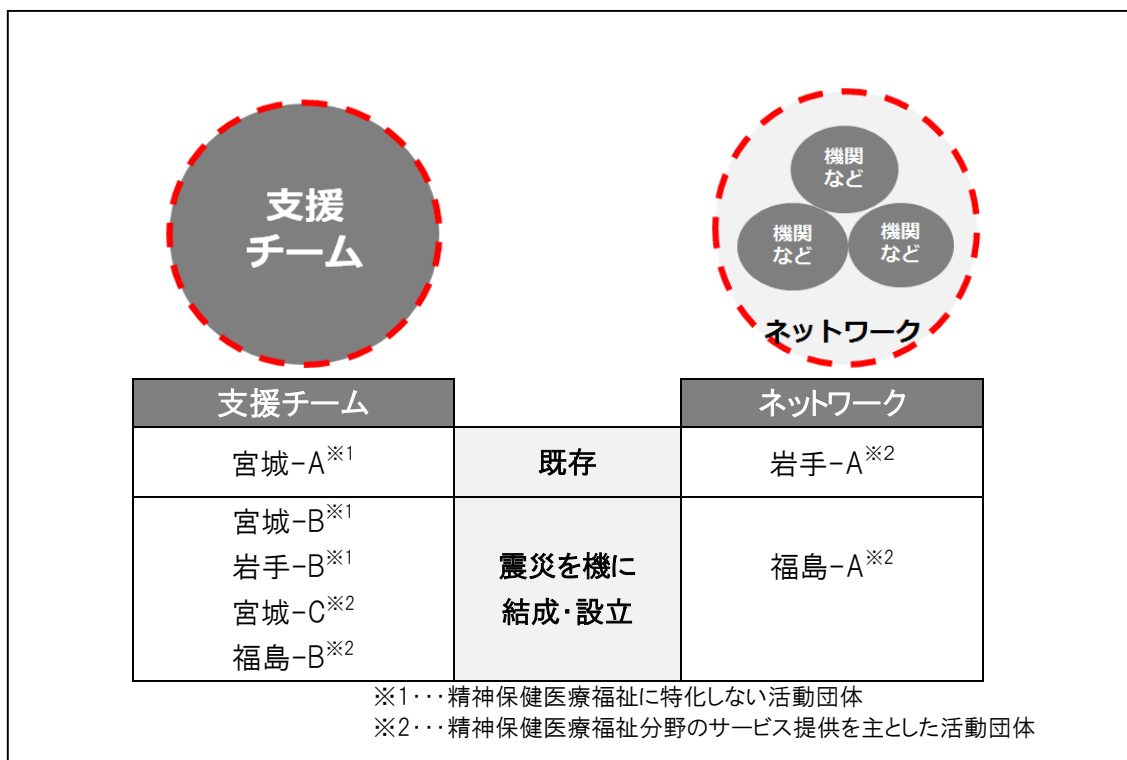 支援
チーム
機関
など
機関
など
機関
など
ネットワーク
支援チーム
ネットワーク
宮城-A※1
既存
岩手-A※2
宮城-B※1
岩手-B※1
宮城-C※2
福島-B※2
震災を機に
結成・設立
福島-A※2
※1・・・精神保健医療福祉に特化しない活動団体
※2・・・精神保健医療福祉分野のサービス提供を主とした活動団体